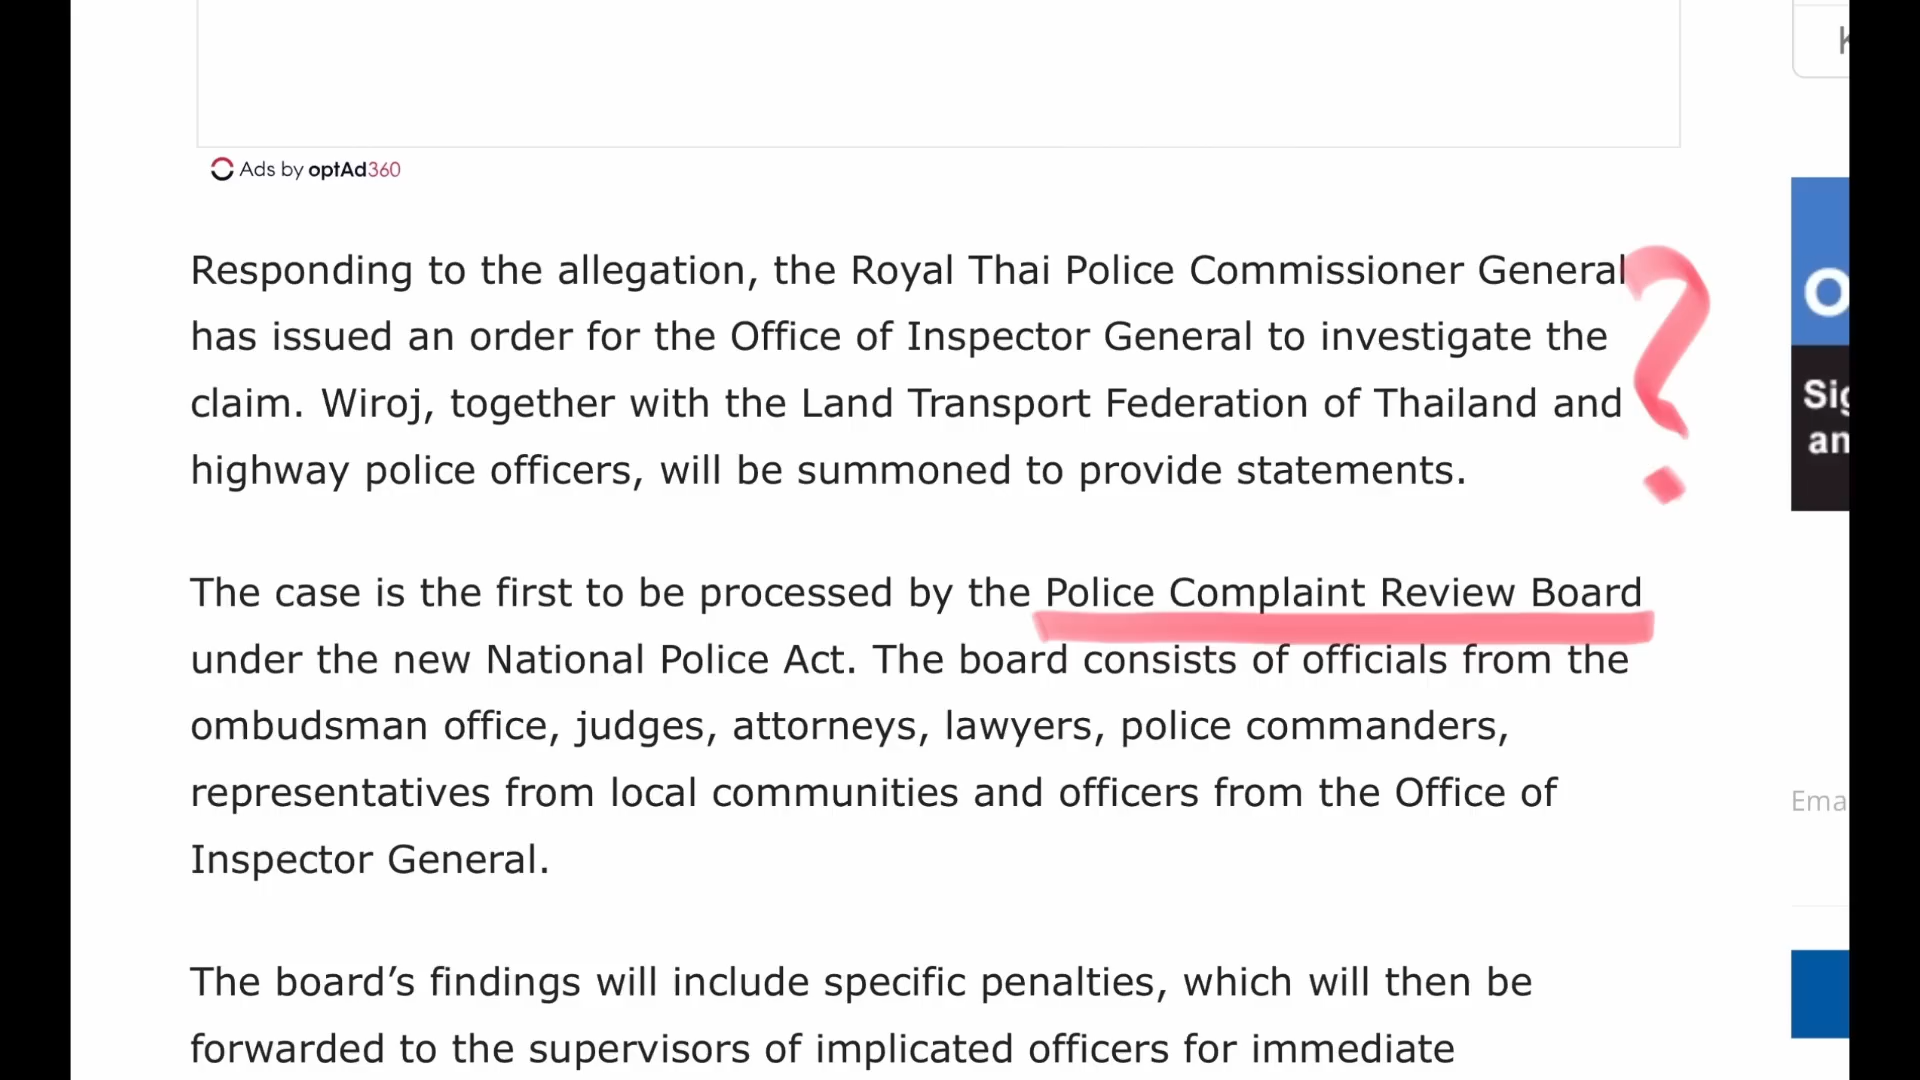 K
Ads by optAd360
Responding to the allegation, the Royal Thai Police Commissioner General
has issued an order for the Office of Inspector General to investigate the
claim. Wiroj, together with the Land Transport Federation of Thailand and
highway police officers, will be summoned to provide statements.
?
The case is the first to be processed by the Police Complaint Review Board
under the new National Police Act. The board consists of officials from the
ombudsman office, judges, attorneys, lawyers, police commanders,
representatives from local communities and officers from the Office of
Inspector General.
The board’s findings will include specific penalties, which will then be
forwarded to the supervisors of implicated officers for immediate
O
Sig
an
Ema